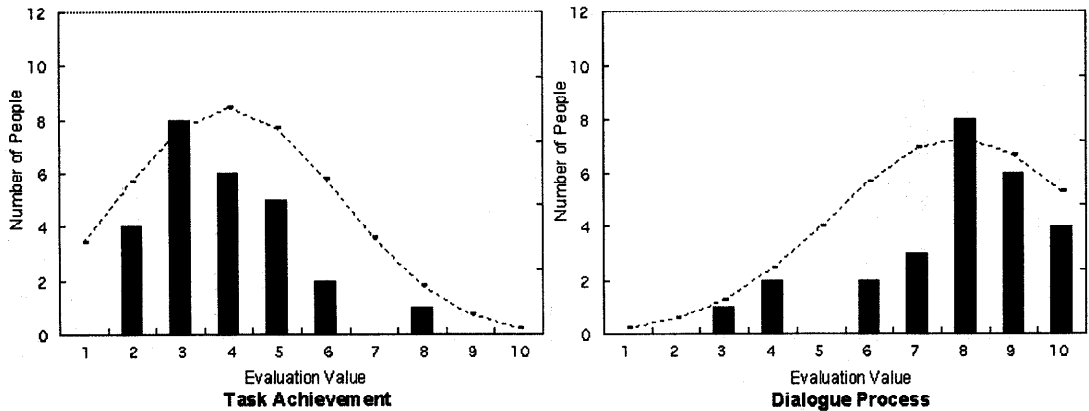 12
10
8
6
4
2
0
Number of People
1 2 3 4 5 6 7 8 9 10
Evaluation Value
Task Achievement
12
10
8
6
4
2
0
Number of People
1 2 3 4 5 6 7 8 9 10
Evaluation Value
Dialogue Process